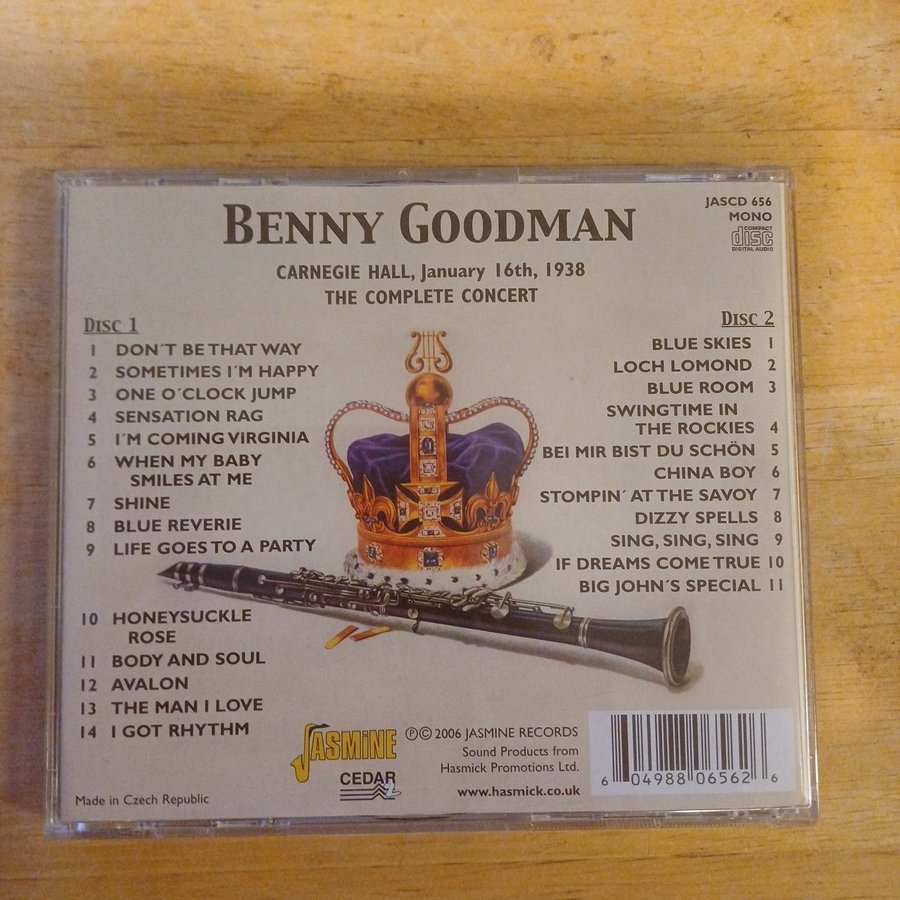 BENNY GOODMAN
JASCD 656
MONO
COMPACT
disc
DIGITAL AUDIO
CARNEGIE HALL, January 16th, 1938
THE COMPLETE CONCERT
DISC 1
1 DON´T BE THAT WAY
2 SOMETIMES I´M HAPPY
3 ONE O´CLOCK JUMP
4 SENSATION RAG
5 I´M COMING VIRGINIA
6 WHEN MY BABY
SMILES AT ME
7 SHINE
8 BLUE REVERIE
9 LIFE GOES TO A PARTY
10 HONEYSUCKLE
ROSE
11 BODY AND SOUL
12 AVALON
13 THE MAN I LOVE
14 I GOT RHYTHM
DISC 2
BLUE SKIES 1
LOCH LOMOND 2
BLUE ROOM 3
SWINGTIME IN
THE ROCKIES 4
BEI MIR BIST DU SCHÖN 5
CHINA BOY 6
STOMPIN´ AT THE SAVOY 7
DIZZY SPELLS 8
SING, SING, SING 9
IF DREAMS COME TRUE 10
BIG JOHN´S SPECIAL 11
JASMiNE
CEDAR
℗© 2006 JASMINE RECORDS
Sound Products from
Hasmick Promotions Ltd.
www.hasmick.co.uk
6 04988 06562 6
Made in Czech Republic